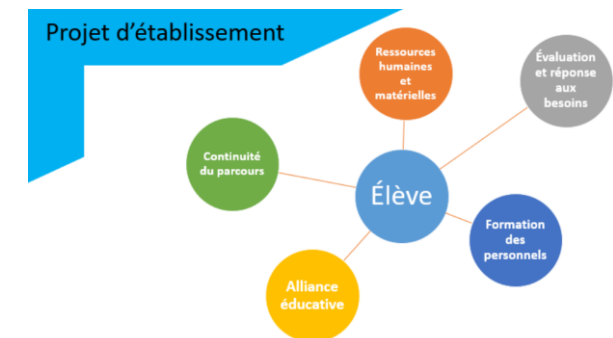 Projet d'établissement
Ressources
humaines
et
matérielles
Évaluation
et réponse
aux
besoins
Continuité
du parcours
Élève
Formation
des
personnels
Alliance
éducative